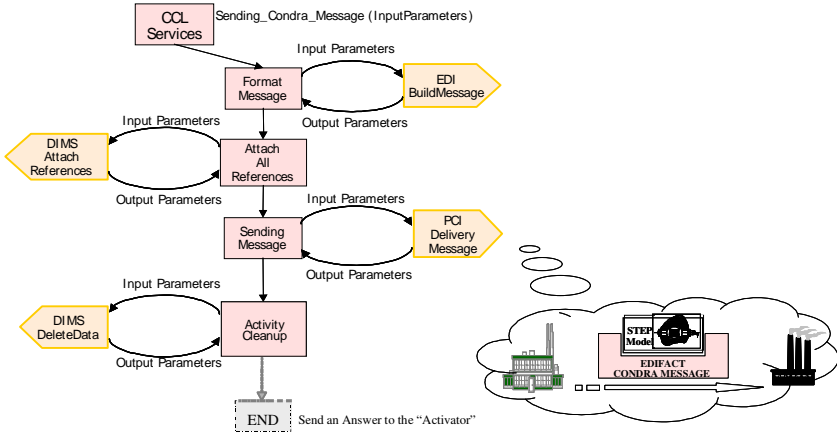 CCL
Services
Sending_Condra_Message (InputParameters)
Input Parameters
Format
Message
EDI
BuildMessage
Output Parameters
Input Parameters
DIMS
Attach
References
Attach
All
References
Output Parameters
Input Parameters
Sending
Message
PCI
Delivery
Message
Output Parameters
Input Parameters
DIMS
DeleteData
Activity
Cleanup
Output Parameters
STEP
Model
EDIFACT
CONDRA MESSAGE
END
Send an Answer to the “Activator”